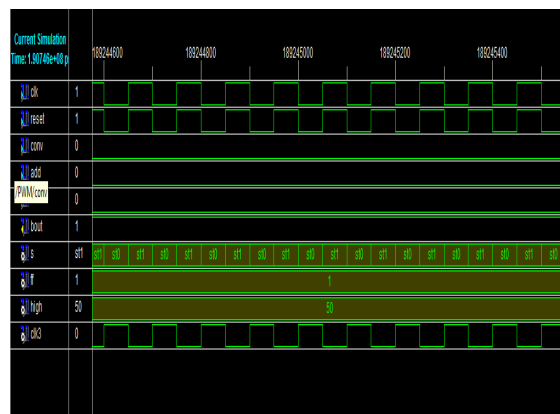 Current Simulation
Time: 1.90746e+08 p
189244600 189244800 189245000 189245200 189245400
clk 1
reset 1
conv 0
add 0
/PWM/conv 0
bout 1
s st1 st1 st0 st1 st0 st1 st0 st1 st0 st1 st0 st1 st0 st1 st0 st1 st0 st1 st0 st1 st0
ff 1 1
high 50 50
clk3 0